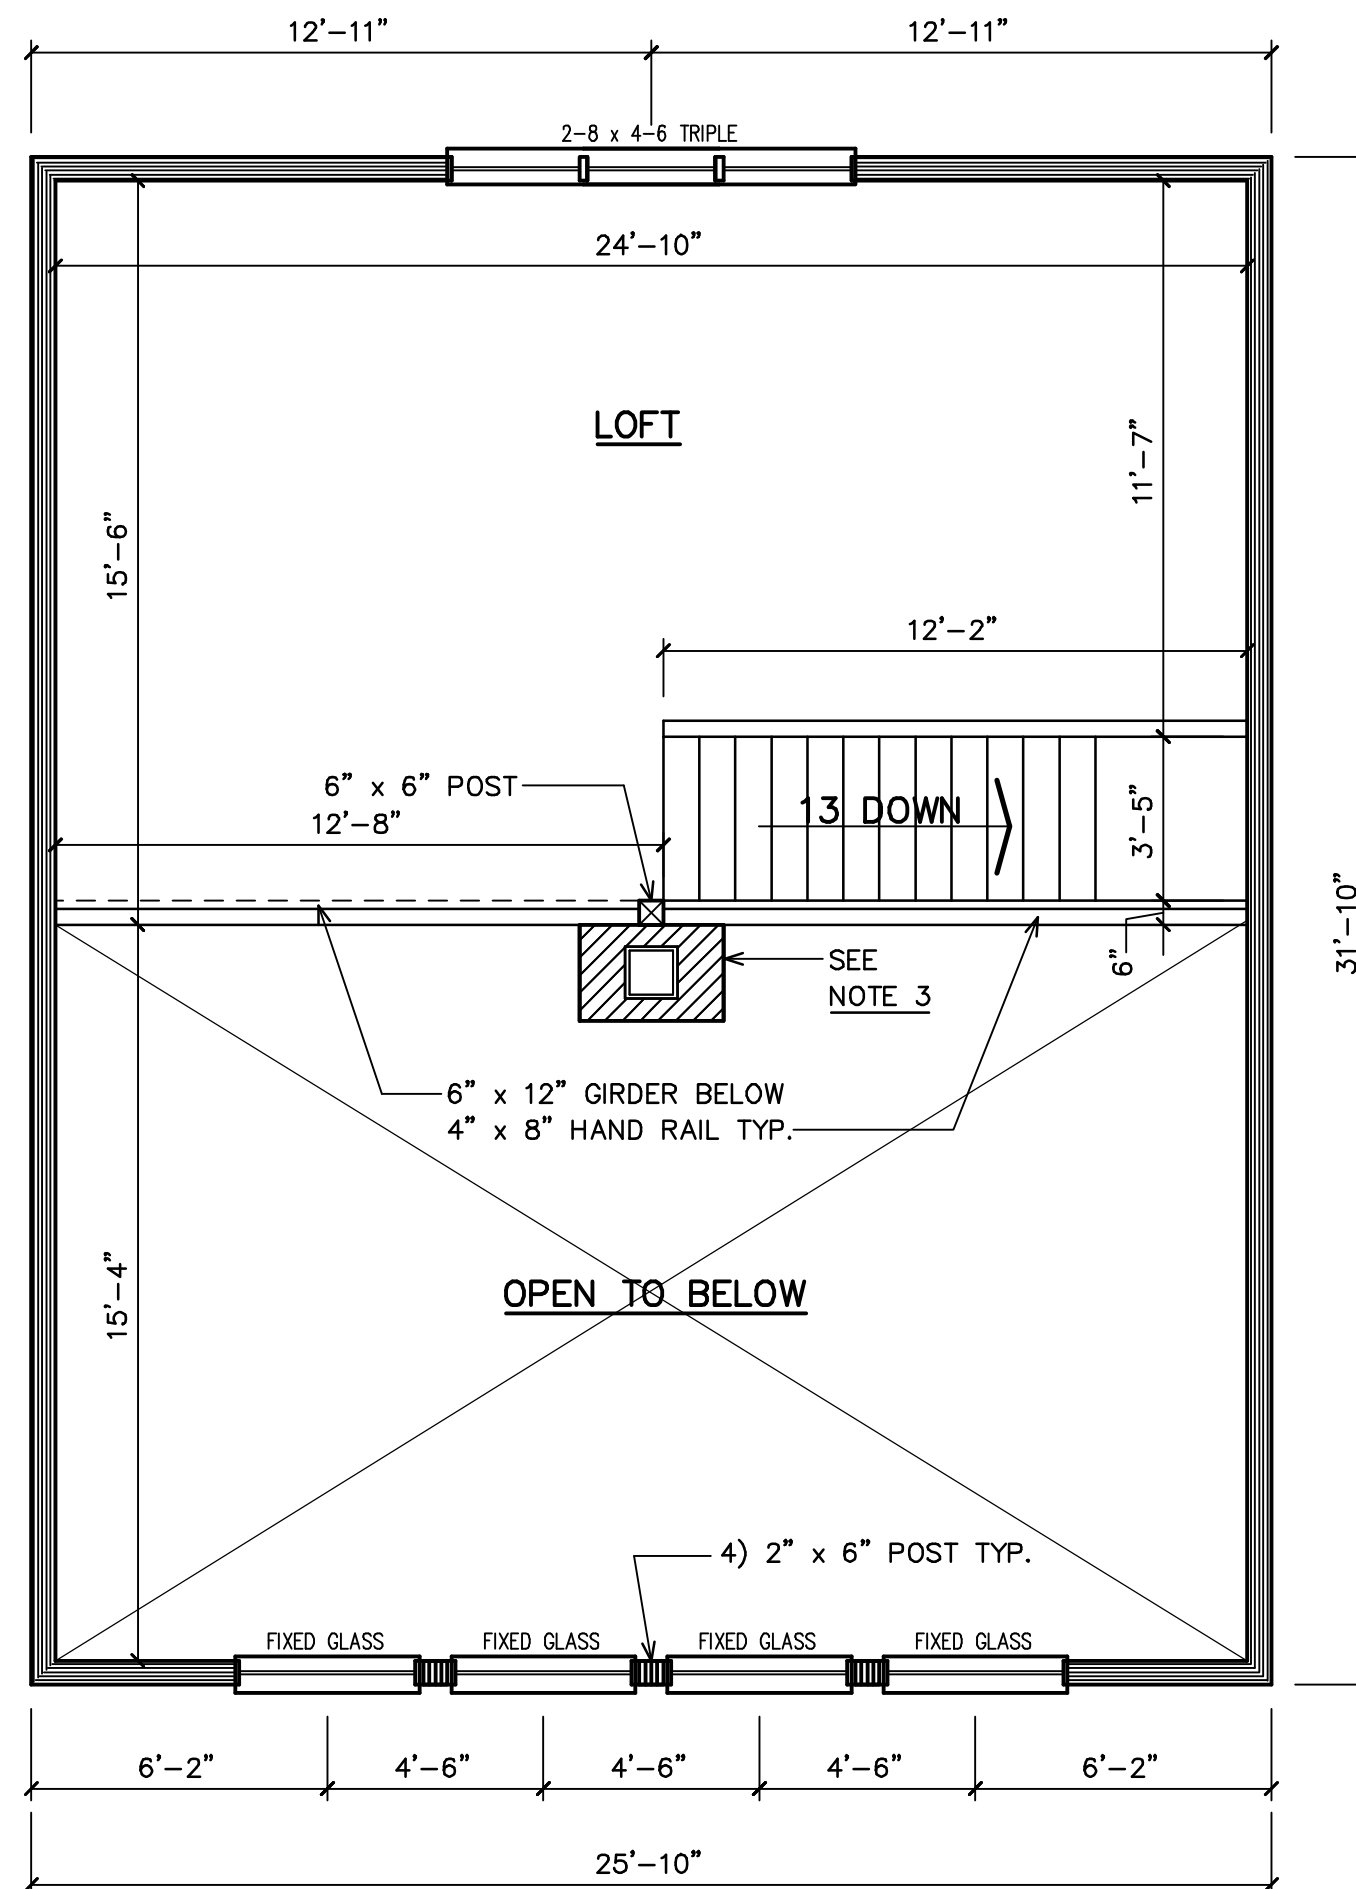 12’-11” 12’-11”
2-8 x 4-6 TRIPLE
24’-10”
LOFT
11’-7”
15’-6”
12’-2”
6” x 6” POST
12’-8”
13 DOWN
3’-5”
31’-10”
6”
SEE
NOTE 3
6” x 12” GIRDER BELOW
4” x 8” HAND RAIL TYP.
15’-4”
OPEN TO BELOW
4) 2” x 6” POST TYP.
FIXED GLASS FIXED GLASS FIXED GLASS FIXED GLASS
6’-2” 4’-6” 4’-6” 4’-6” 6’-2”
25’-10”